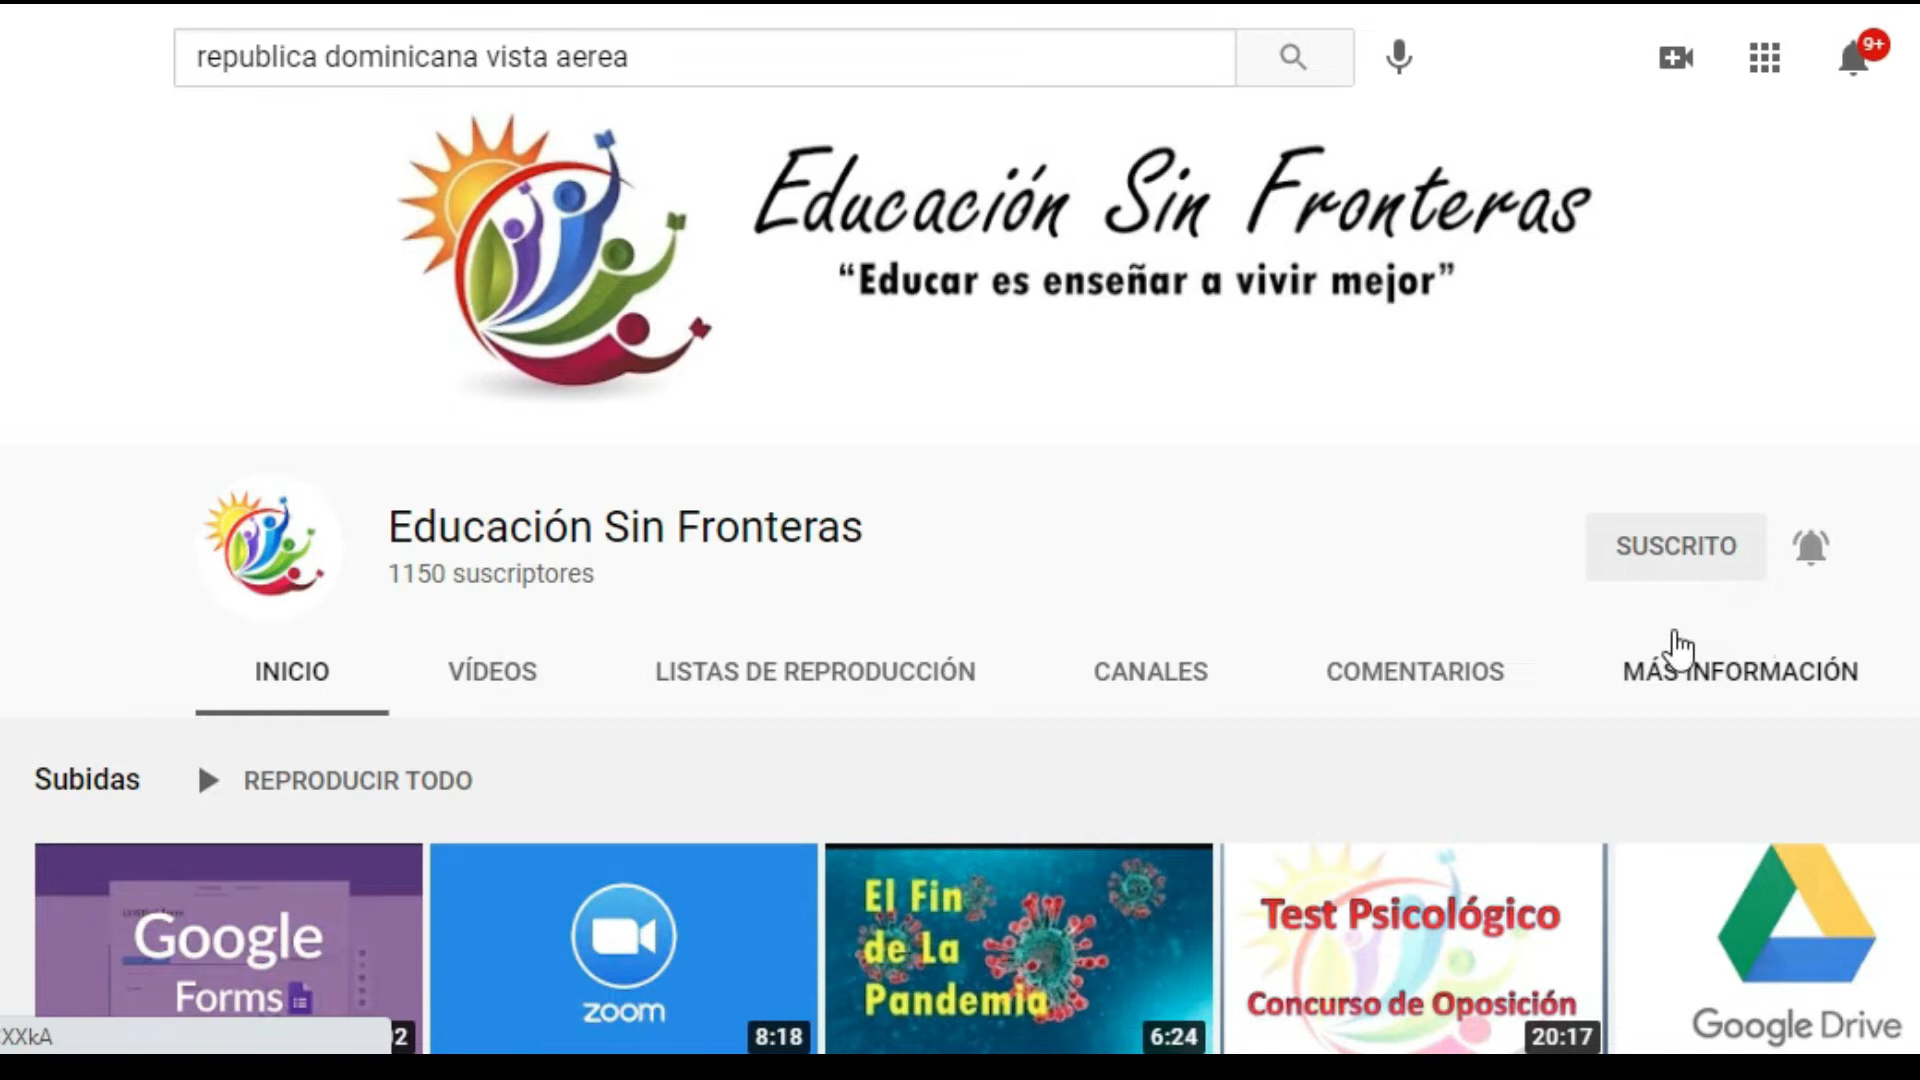 republica dominicana vista aerea
9+
Educación Sin Fronteras
“Educar es enseñar a vivir mejor”
Educación Sin Fronteras
1150 suscriptores
SUSCRITO
INICIO
VÍDEOS
LISTAS DE REPRODUCCIÓN
CANALES
COMENTARIOS
MÁS INFORMACIÓN
Subidas
REPRODUCIR TODO
Google
Forms
zoom
8:18
El Fin
de La
Pandemia
6:24
Test Psicológico
Concurso de Oposición
20:17
Google Drive
XXkA